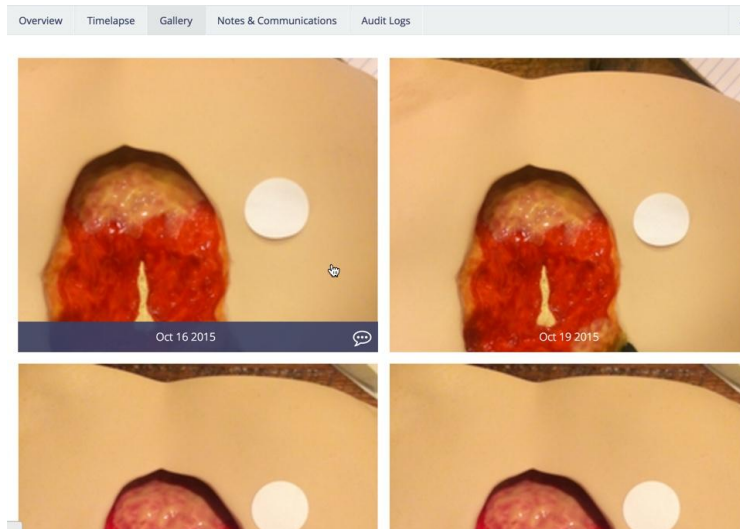 Overview Timelapse Gallery Notes & Communications Audit Logs
Oct 16 2015 Oct 19 2015